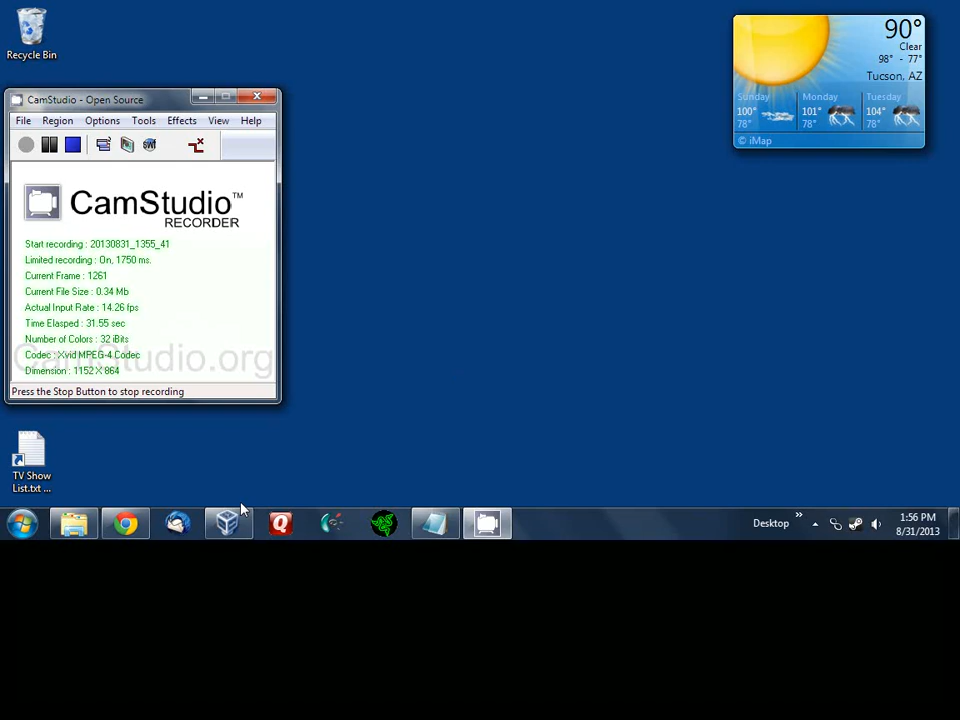 Recycle Bin
CamStudio - Open Source
File Region Options Tools Effects View Help
CamStudio™
RECORDER
Start recording : 20130831_1355_41
Limited recording : On, 1750 ms.
Current Frame : 1261
Current File Size : 0.34 Mb
Actual Input Rate : 14.26 fps
Time Elasped : 31.55 sec
Number of Colors : 32 iBits
Codec : Xvid MPEG-4 Codec
CamStudio.org
Dimension : 1152 X 864
Press the Stop Button to stop recording
90°
Clear
98° - 77°
Tucson, AZ
Sunday Monday Tuesday
100° 101° 104°
78° 78° 78°
© iMap
TV Show
List.txt ...
Desktop »
1:56 PM
8/31/2013